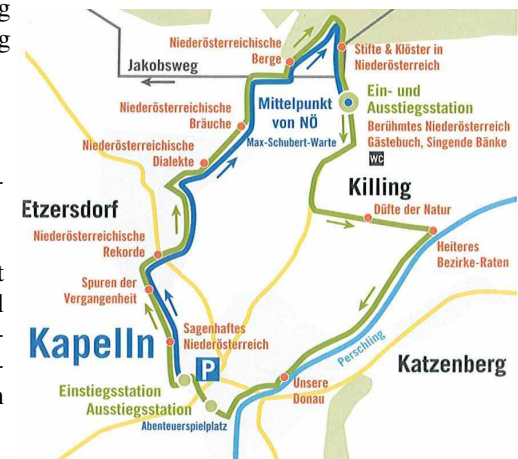 g
g
-
t
l
-
-
n
Niederösterreichische
Berge
Stifte & Klöster in
Niederösterreich
Jakobsweg
Ein- und
Ausstiegsstation
Mittelpunkt
von NÖ
Max-Schubert-Warte
Berühmtes Niederösterreich
Gästebuch, Singende Bänke
WC
Niederösterreichische
Bräuche
Niederösterreichische
Dialekte
Killing
Düfte der Natur
Etzersdorf
Niederösterreichische
Rekorde
Heiteres
Bezirke-Raten
Spuren der
Vergangenheit
Sagenhaftes
Niederösterreich
Kapelln
P
Perschling
Katzenberg
Unsere
Donau
Einstiegsstation
Ausstiegsstation
Abenteuerspielplatz